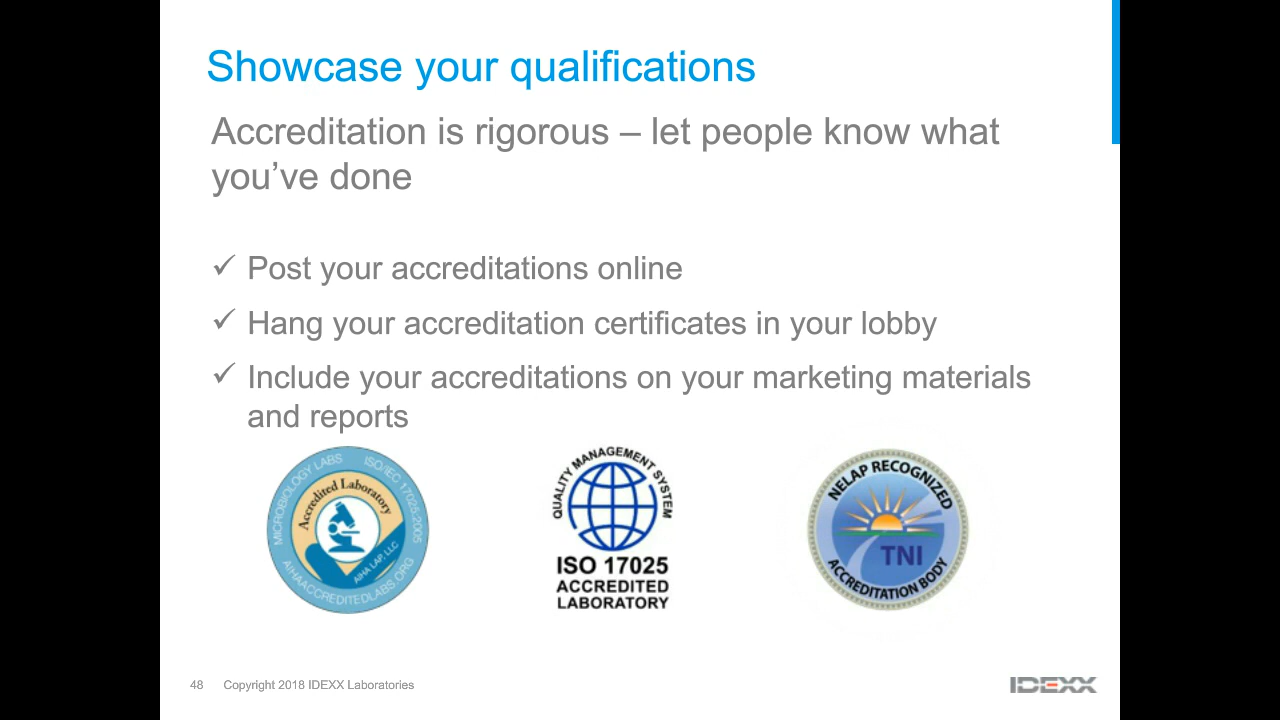 Showcase your qualifications
Accreditation is rigorous – let people know what
you’ve done
✓ Post your accreditations online
✓ Hang your accreditation certificates in your lobby
✓ Include your accreditations on your marketing materials
and reports
MICROBIOLOGY LABS ISO/IEC 17025:2005
Accredited Laboratory
AIHA LAP, LLC
AIHAACCREDITEDLABS.ORG
QUALITY MANAGEMENT SYSTEM
ISO 17025
ACCREDITED
LABORATORY
NELAP RECOGNIZED
TNI
ACCREDITATION BODY
48 Copyright 2018 IDEXX Laboratories
IDEXX